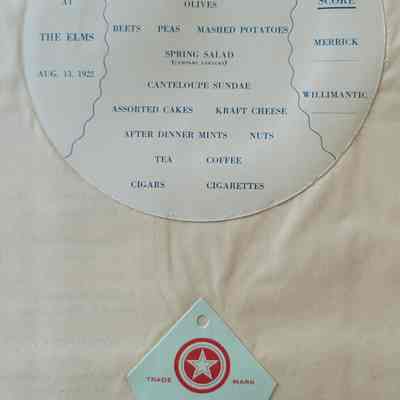 AT
THE ELMS
AUG. 13, 1922
OLIVES
BEETS PEAS MASHED POTATOES
SPRING SALAD
CANTELOUPE SUNDAE
ASSORTED CAKES KRAFT CHEESE
AFTER DINNER MINTS NUTS
TEA COFFEE
CIGARS CIGARETTES
SCORE
MERRICK
WILLIMANTIC
TRADE MARK